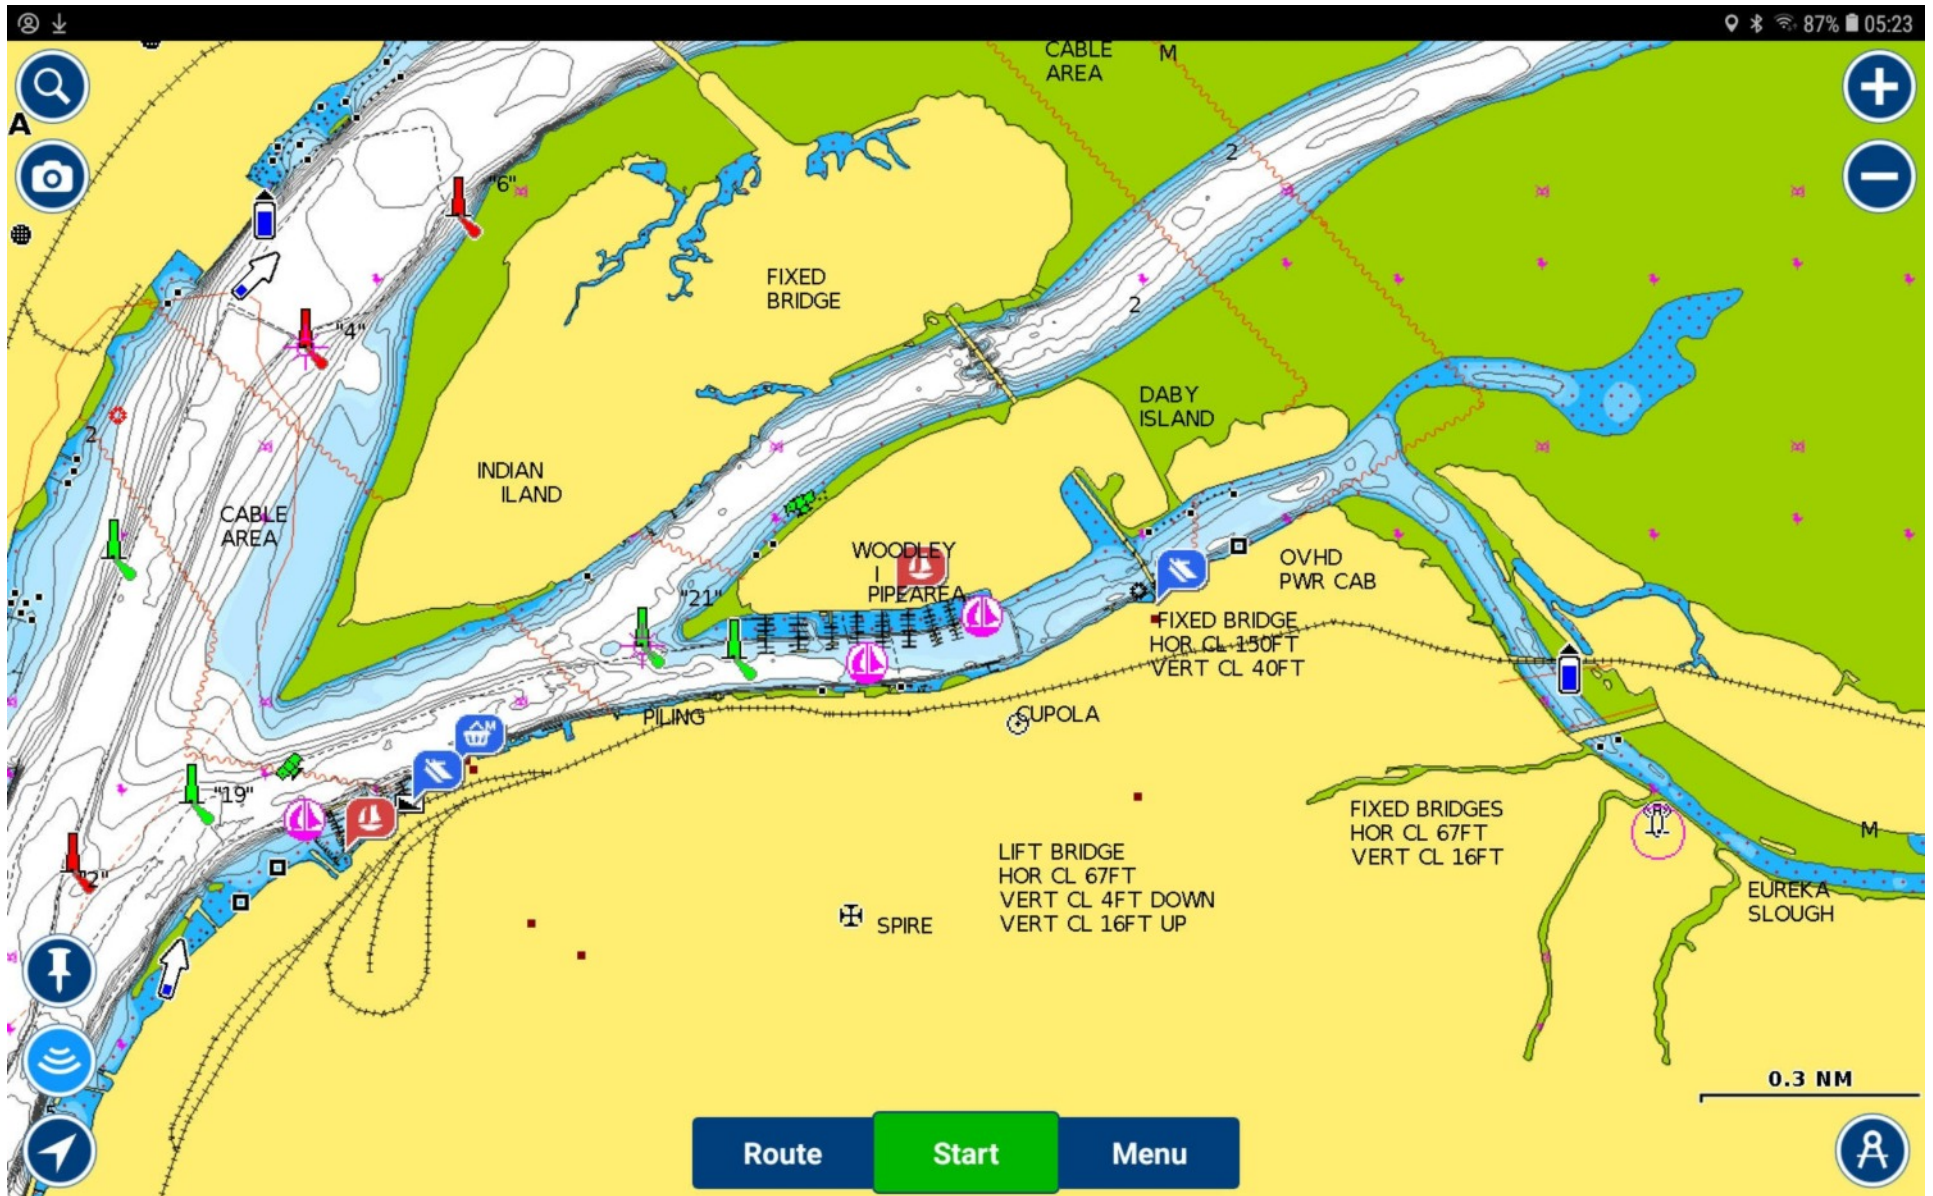 87% 05:23
CABLE
AREA
M
A
"6"
2
FIXED
BRIDGE
2
"4"
DABY
ISLAND
2
INDIAN
ILAND
CABLE
AREA
WOODLEY
I
PIPEAREA
OVHD
PWR CAB
"21"
FIXED BRIDGE
HOR CL 150FT
VERT CL 40FT
PILING
CUPOLA
M
"19"
FIXED BRIDGES
HOR CL 67FT
VERT CL 16FT
M
LIFT BRIDGE
HOR CL 67FT
VERT CL 4FT DOWN
VERT CL 16FT UP
"2"
EUREKA
SLOUGH
SPIRE
0.3 NM
5
Route
Start
Menu